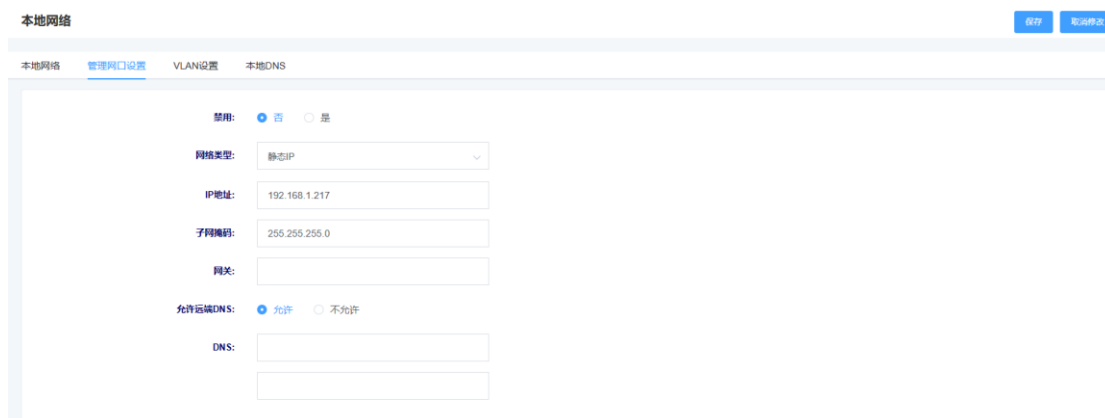 本地网络
保存 取消修改
本地网络 管理网口设置 VLAN设置 本地DNS
禁用: 否 是
网络类型: 静态IP
IP地址: 192.168.1.217
子网掩码: 255.255.255.0
网关:
允许远端DNS: 允许 不允许
DNS: